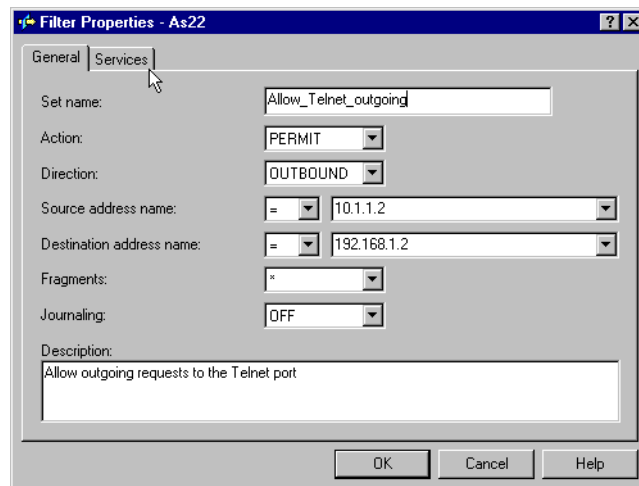 Filter Properties - As22
General Services
Set name: Allow_Telnet_outgoing
Action: PERMIT
Direction: OUTBOUND
Source address name: = 10.1.1.2
Destination address name: = 192.168.1.2
Fragments: *
Journaling: OFF
Description:
Allow outgoing requests to the Telnet port
OK Cancel Help